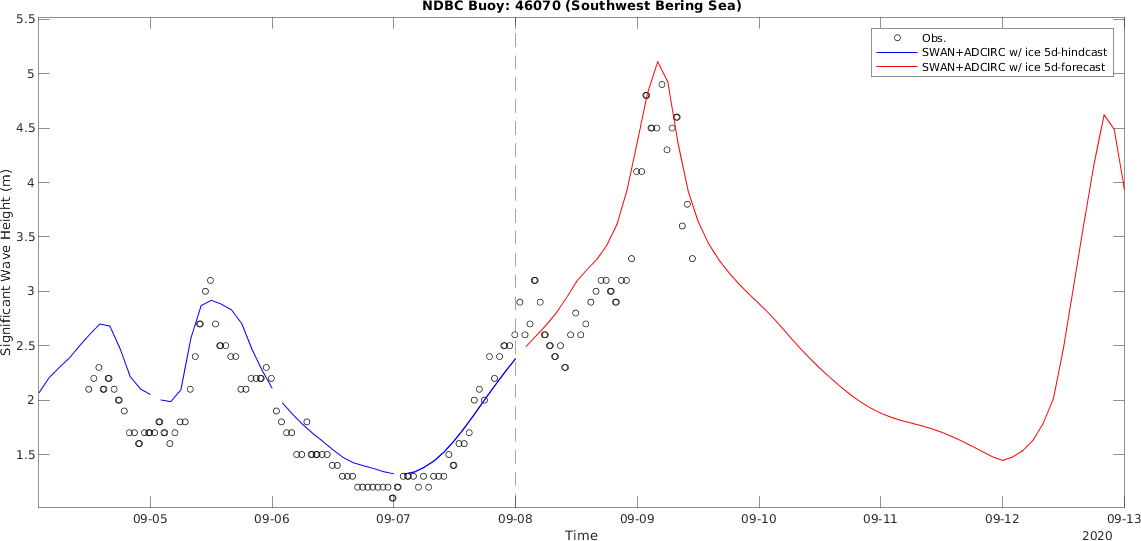 NDBC Buoy: 46070 (Southwest Bering Sea)
5.5
5
4.5
4
3.5
3
2.5
2
1.5
Significant Wave Height (m)
Obs.
SWAN+ADCIRC w/ ice 5d-hindcast
SWAN+ADCIRC w/ ice 5d-forecast
09-05 09-06 09-07 09-08 09-09 09-10 09-11 09-12 09-13
Time
2020